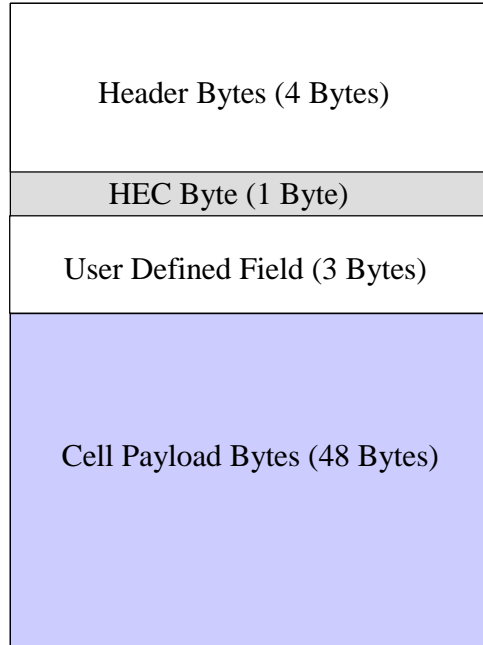 Header Bytes (4 Bytes)
HEC Byte (1 Byte)
User Defined Field (3 Bytes)
Cell Payload Bytes (48 Bytes)